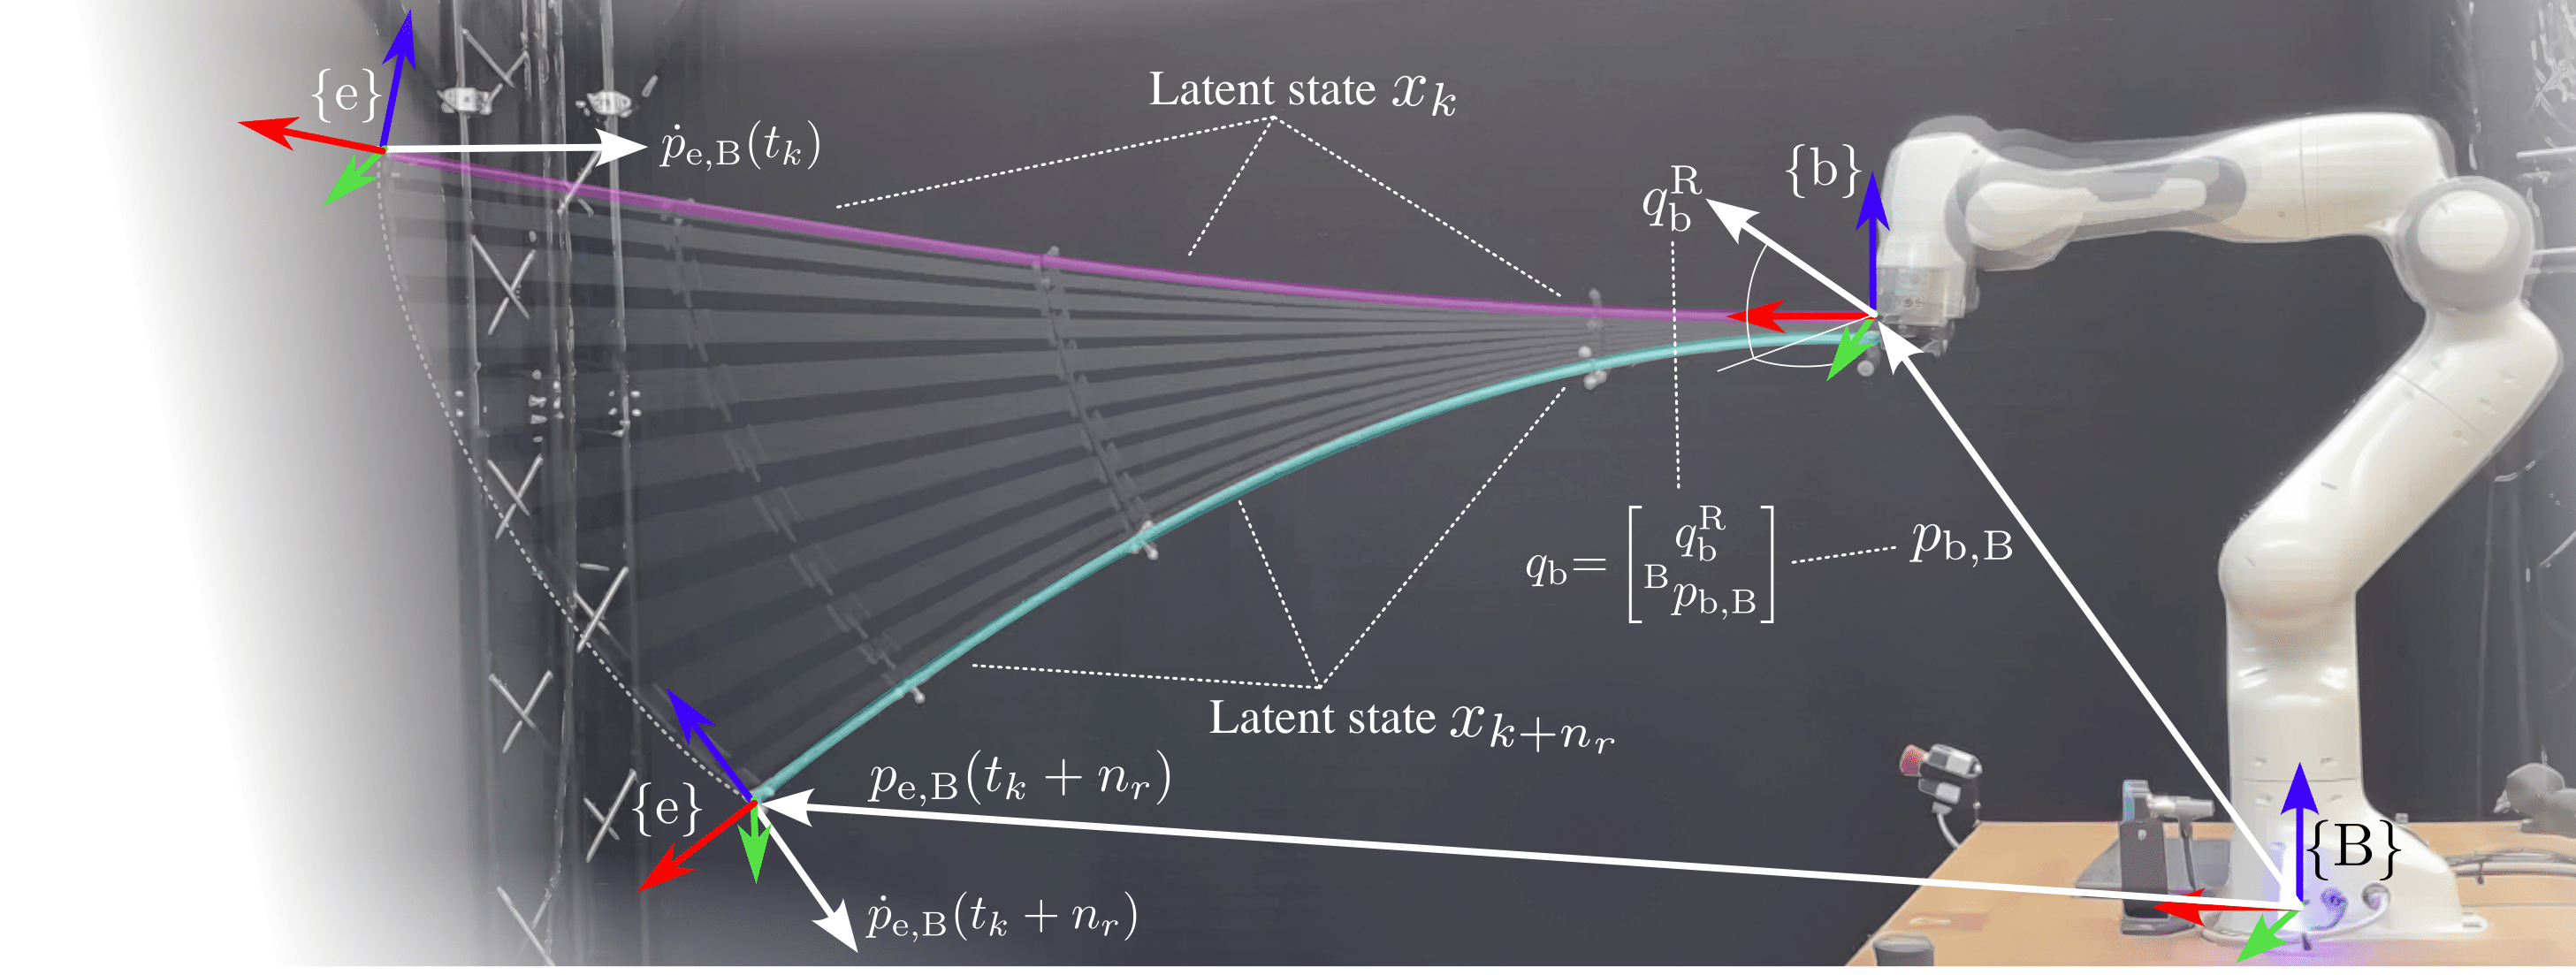 Latent state $x_k$
{e}
$\dot{p}_{\mathrm{e,B}}(t_k)$
{b}
$q_{\mathrm{b}}^{\mathrm{R}}$
$q_{\mathrm{b}} = \begin{bmatrix} q_{\mathrm{b}}^{\mathrm{R}} \\ {}^{\mathrm{B}}p_{\mathrm{b,B}} \end{bmatrix}$
$p_{\mathrm{b,B}}$
Latent state $x_{k+n_r}$
$p_{\mathrm{e,B}}(t_k + n_r)$
{e}
{B}
$\dot{p}_{\mathrm{e,B}}(t_k + n_r)$